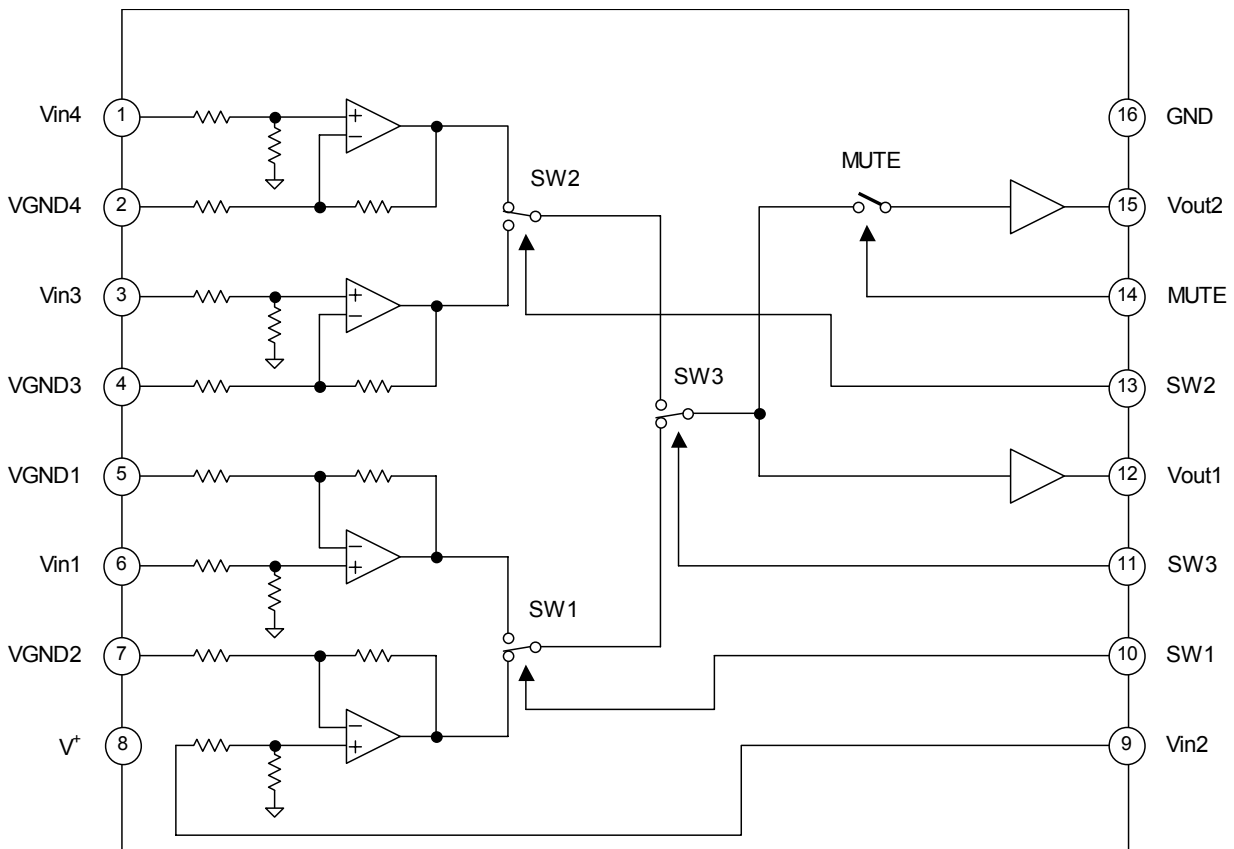 Vin4
1
VGND4
2
Vin3
3
VGND3
4
VGND1
5
Vin1
6
VGND2
7
V+
8
+
−
+
−
−
+
−
+
SW2
SW1
SW3
MUTE
16
GND
15
Vout2
14
MUTE
13
SW2
12
Vout1
11
SW3
10
SW1
9
Vin2